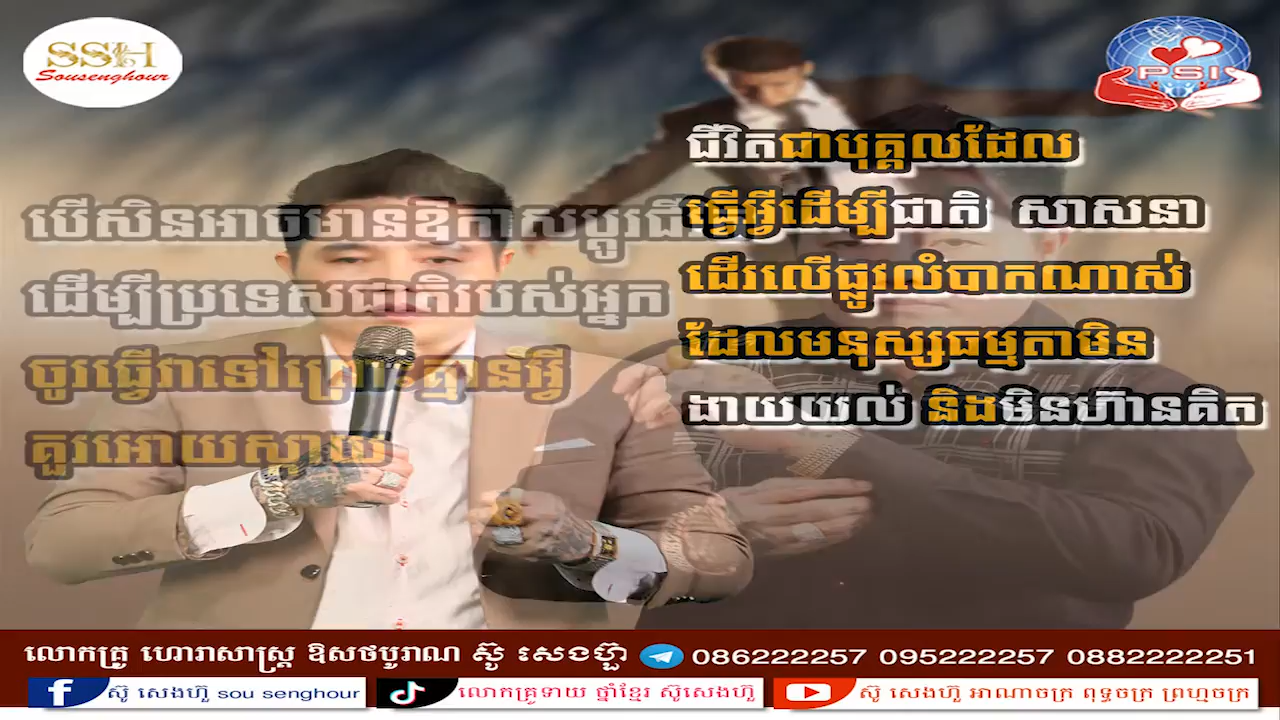 SSH
Sousenghour
PSI
បើសិនអាចមានឱកាសប្តូរជី
ដើម្បីប្រទេសជាតិរបស់អ្នក
ចូរធ្វើវាទៅព្រោះគ្មានអ្វី
គួរអោយស្តាយ
ជីវិតជាបុគ្គលដែល
ធ្វើអ្វីដើម្បីជាតិ សាសនា
ដើរលើផ្លូវលំបាកណាស់
ដែលមនុស្សធម្មតាមិន
ងាយយល់ និងមិនហ៊ានគិត
លោកគ្រូ ហោរាសាស្ត្រ ឱសថបូរាណ ស៊ូ សេងហ៊ួ 086222257 095222257 0882222251
ស៊ូ សេងហ៊ួ sou senghour លោកគ្រូទាយ ថ្នាំខ្មែរ ស៊ូសេងហ៊ួ ស៊ូ សេងហ៊ួ អាណាចក្រ ពុទ្ធចក្រ ព្រហ្មចក្រ